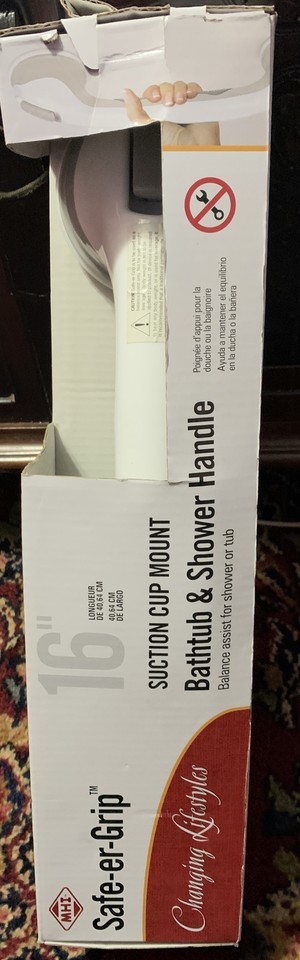 MHI
Safe-er-Grip™
Changing Lifestyles
16"
LONGUEUR
DE 40,64 CM
40,64 CM
DE LARGO
SUCTION CUP MOUNT
Bathtub & Shower Handle
Balance assist for shower or tub
Poignée d'appui pour la
douche ou la baignoire
Ayuda a mantener el equilibrio
en la ducha o la bañera